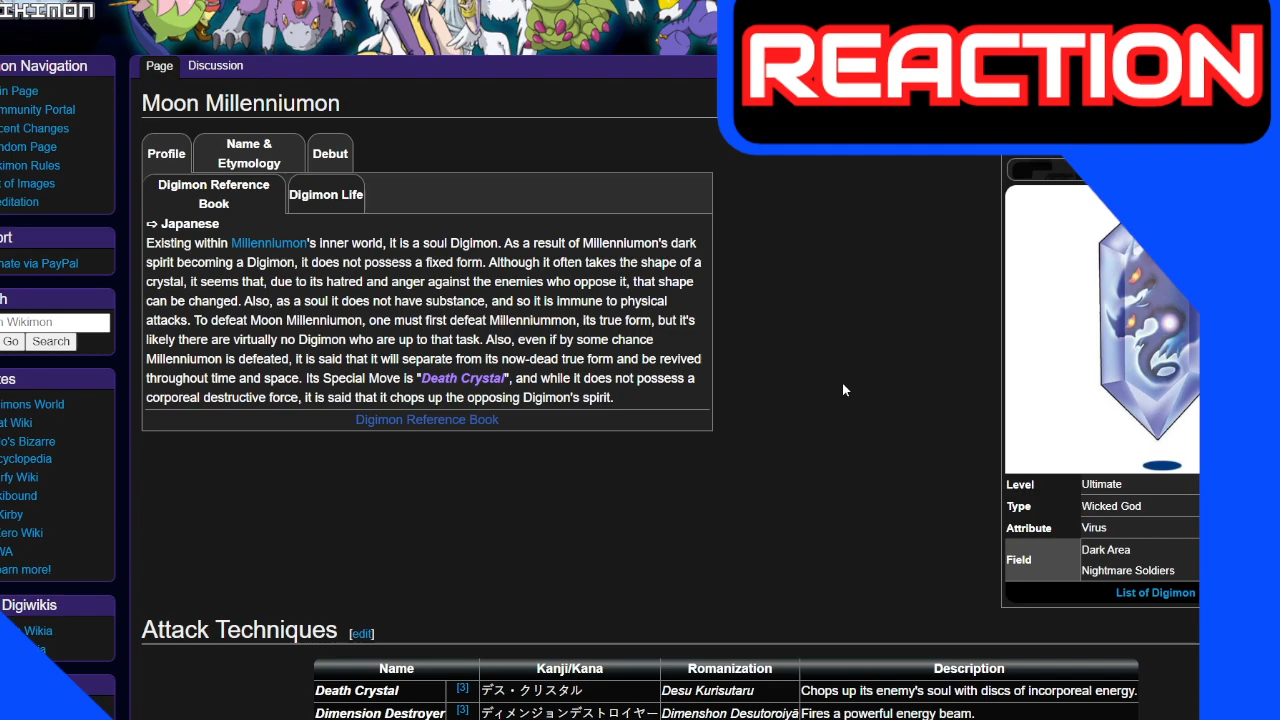 REACTION
on Navigation
in Page
mmunity Portal
cent Changes
ndom Page
kimon Rules
t of Images
editation
ort
nate via PayPal
h
n Wikimon
Go Search
tes
imons World
at Wiki
o's Bizarre
cyclopedia
rfy Wiki
kibound
Kirby
ero Wiki
WA
earn more!
Digiwikis
Wikia
ia
Page Discussion
Moon Millenniumon
Profile Name & Etymology Debut
Digimon Reference Book Digimon Life
➩ Japanese
Existing within Millenniumon's inner world, it is a soul Digimon. As a result of Millenniumon's dark
spirit becoming a Digimon, it does not possess a fixed form. Although it often takes the shape of a
crystal, it seems that, due to its hatred and anger against the enemies who oppose it, that shape
can be changed. Also, as a soul it does not have substance, and so it is immune to physical
attacks. To defeat Moon Millenniumon, one must first defeat Millenniummon, its true form, but it's
likely there are virtually no Digimon who are up to that task. Also, even if by some chance
Millenniumon is defeated, it is said that it will separate from its now-dead true form and be revived
throughout time and space. Its Special Move is "Death Crystal", and while it does not possess a
corporeal destructive force, it is said that it chops up the opposing Digimon's spirit.
Digimon Reference Book
Level Ultimate
Type Wicked God
Attribute Virus
Field Dark Area
Nightmare Soldiers
List of Digimon
Attack Techniques [edit]
Name Kanji/Kana Romanization Description
Death Crystal [3] デス・クリスタル Desu Kurisutaru Chops up its enemy's soul with discs of incorporeal energy.
Dimension Destroyer [3] ディメンジョンデストロイヤー Dimenshon Desutoroiyā Fires a powerful energy beam.